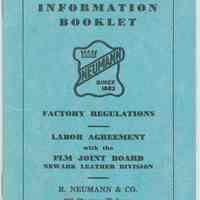 INFORMATION
BOOKLET
NEUMANN
SINCE
1863
FACTORY REGULATIONS
LABOR AGREEMENT
with the
FLM JOINT BOARD
NEWARK LEATHER DIVISION
R. NEUMANN & CO.